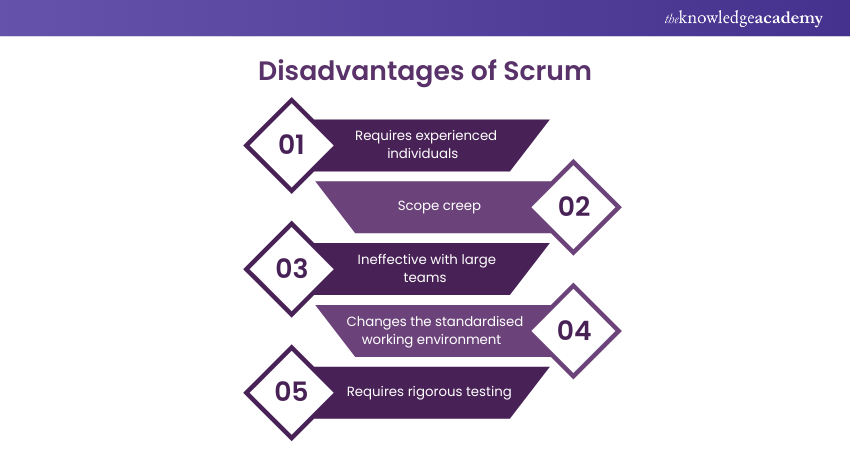 theknowledgeacademy
Disadvantages of Scrum
01
Requires experienced
individuals
Scope creep
02
03
Ineffective with large
teams
Changes the standardised
working environment
04
05
Requires rigorous testing